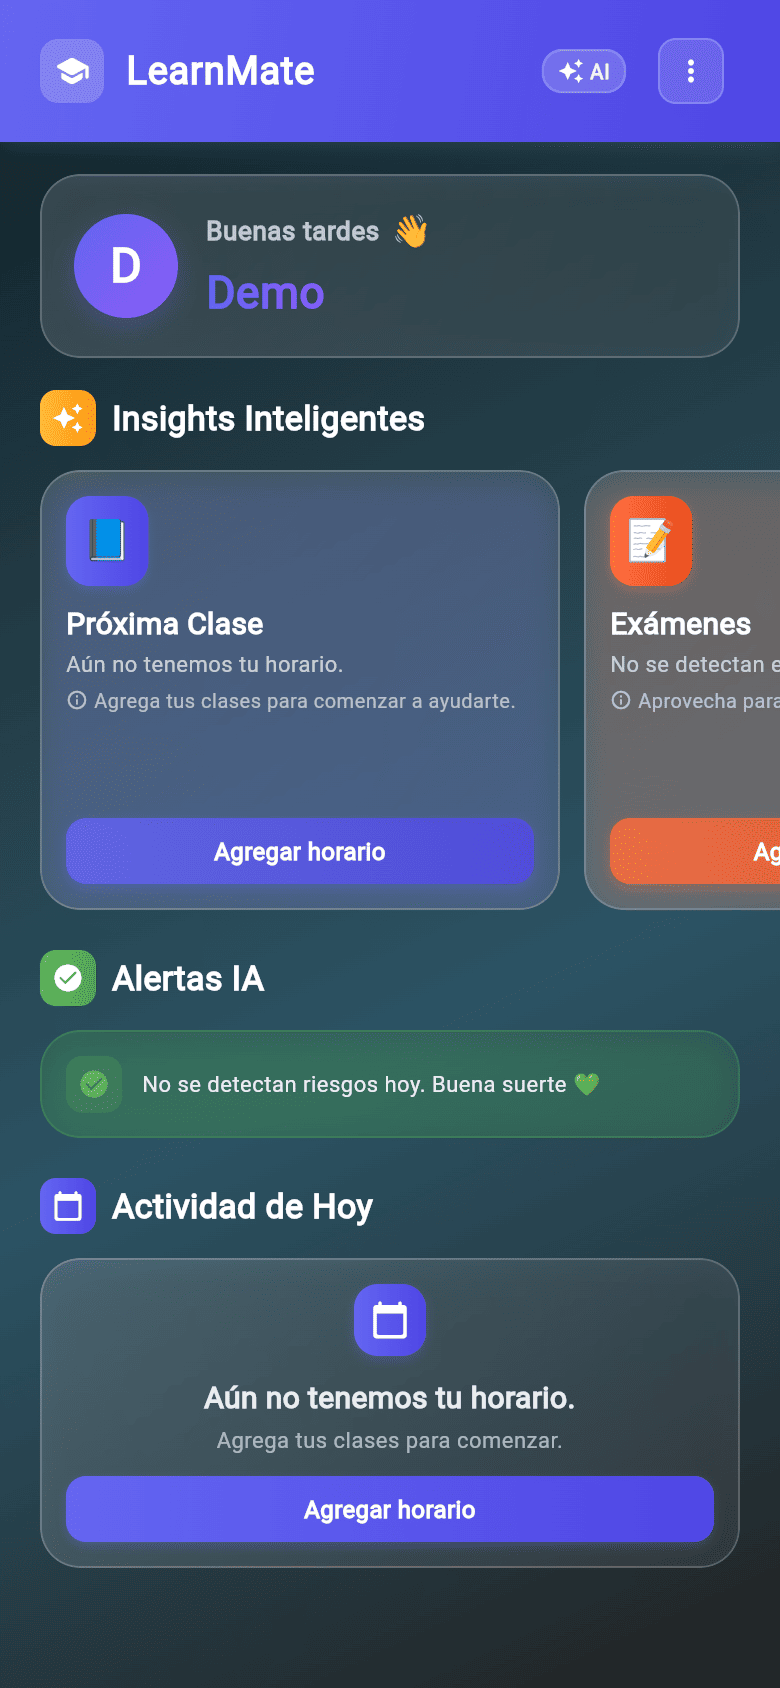 LearnMate
AI
D
Buenas tardes 👋
Demo
Insights Inteligentes
Próxima Clase
Aún no tenemos tu horario.
Agrega tus clases para comenzar a ayudarte.
Agregar horario
Exámenes
No se detectan
Aprovecha para
Alertas IA
No se detectan riesgos hoy. Buena suerte 💚
Actividad de Hoy
Aún no tenemos tu horario.
Agrega tus clases para comenzar.
Agregar horario